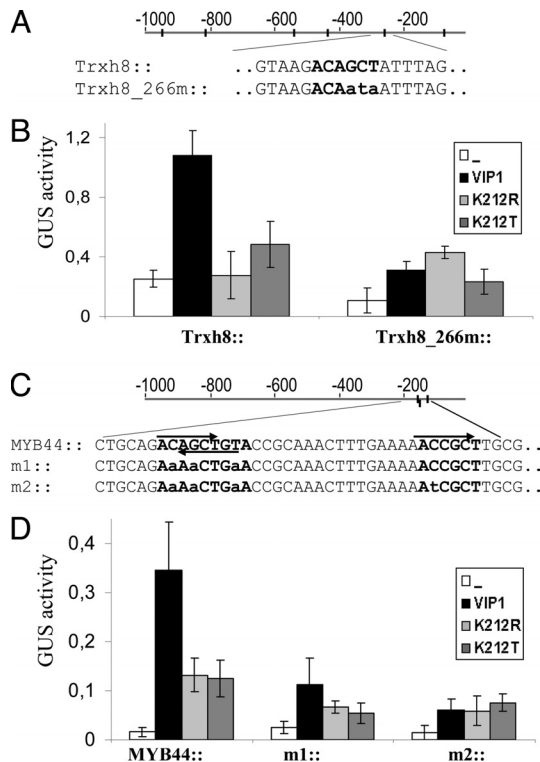 A
-1000 -800 -600 -400 -200
Trxh8:: ..GTAAGACAGCTATTTAG..
Trxh8_266m:: ..GTAAGACAataATTTAG..
B
GUS activity
1,2
0,8
0,4
0
_
VIP1
K212R
K212T
Trxh8:: Trxh8_266m::
C
-1000 -800 -600 -400 -200
MYB44:: CTGCAGACAGCTGTACCGCAAACTTTGAAAAACCGCTTGCG..
m1:: CTGCAGAaAaCTGaACCGCAAACTTTGAAAAACCGCTTGCG..
m2:: CTGCAGAaAaCTGaACCGCAAACTTTGAAAAAtCGCTTGCG..
D
GUS activity
0,4
0,3
0,2
0,1
0
_
VIP1
K212R
K212T
MYB44:: m1:: m2::